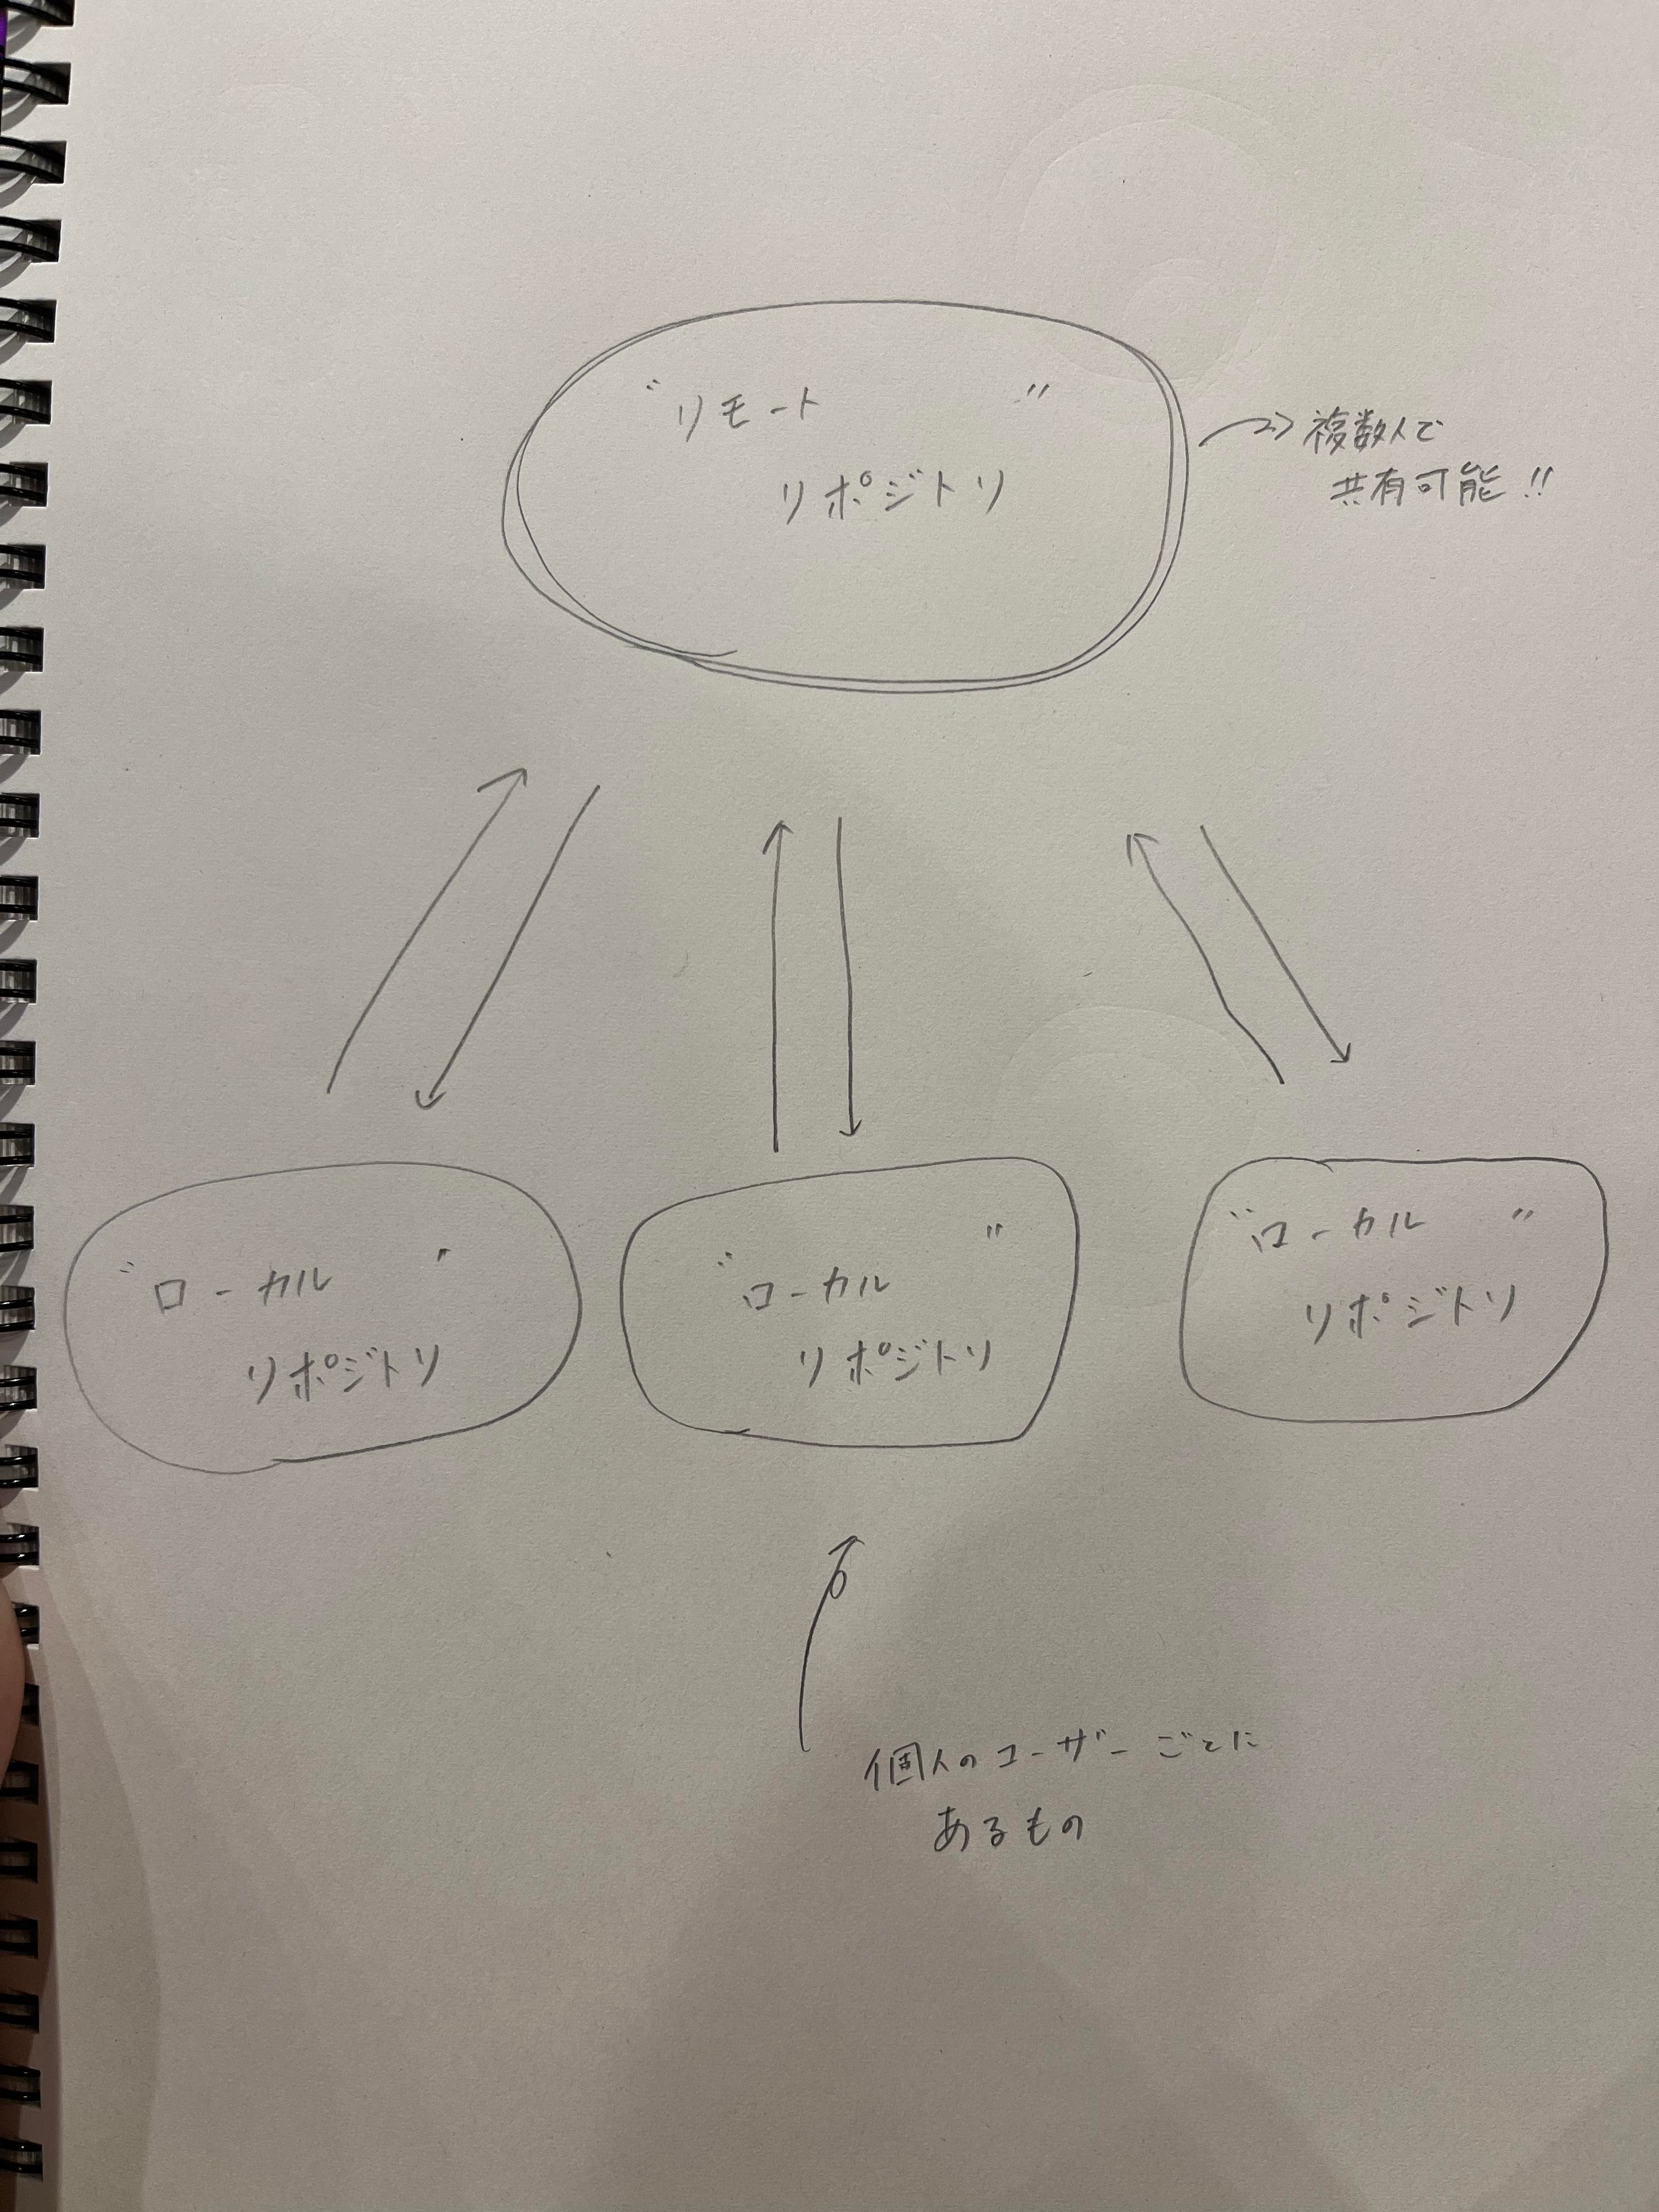 "リモート"
リポジトリ
複数人で
共有可能!!
"ローカル"
リポジトリ
"ローカル"
リポジトリ
"ローカル"
リポジトリ
個人のユーザーごとに
あるもの